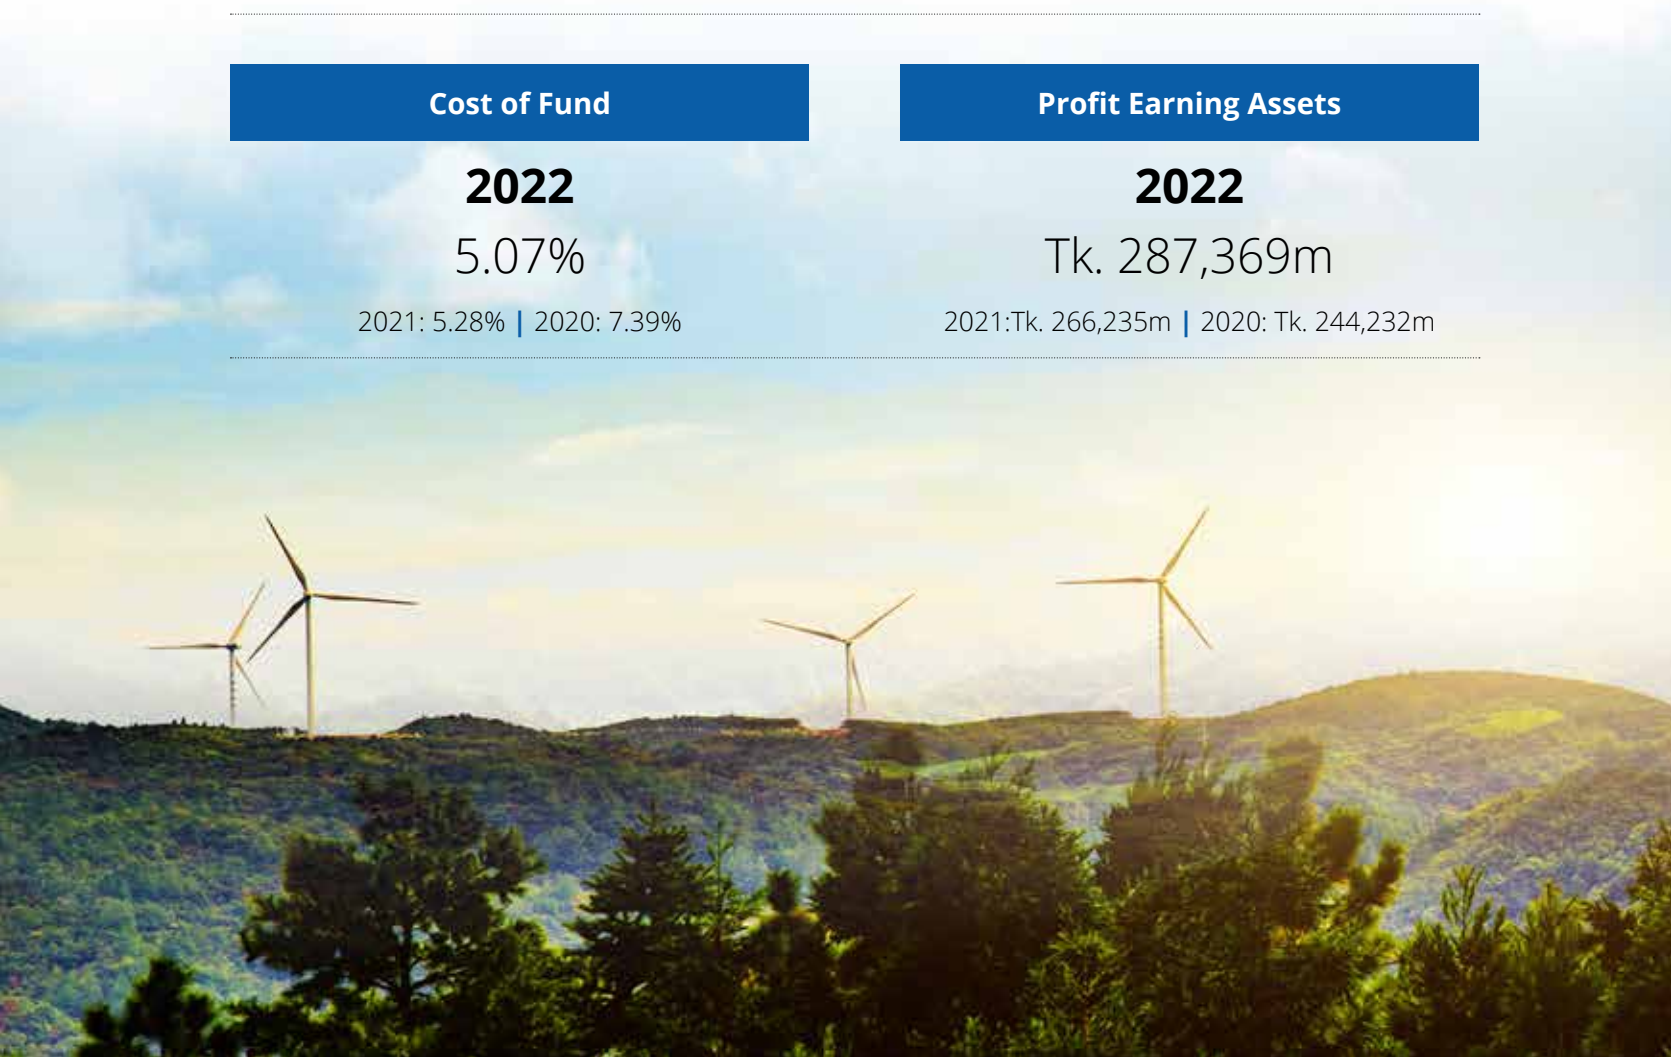 Cost of Fund
2022
5.07%
2021: 5.28% | 2020: 7.39%
Profit Earning Assets
2022
Tk. 287,369m
2021:Tk. 266,235m | 2020: Tk. 244,232m